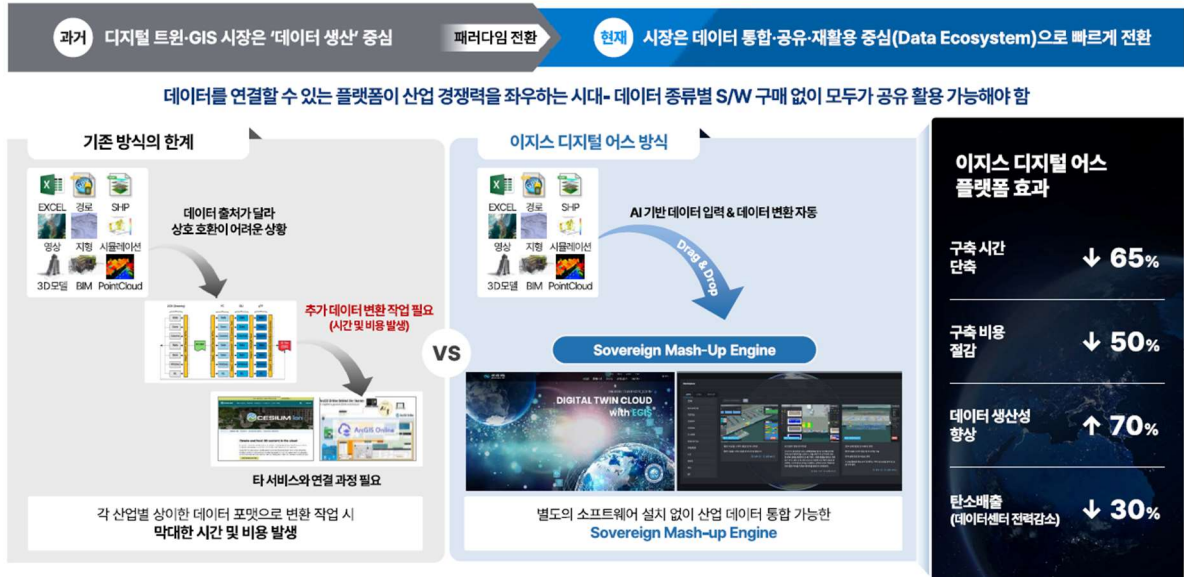 과거 디지털 트윈·GIS 시장은 '데이터 생산' 중심
패러다임 전환
현재 시장은 데이터 통합·공유·재활용 중심(Data Ecosystem)으로 빠르게 전환
데이터를 연결할 수 있는 플랫폼이 산업 경쟁력을 좌우하는 시대- 데이터 종류별 S/W 구매 없이 모두가 공유 활용 가능해야 함
기존 방식의 한계
EXCEL 경로 SHP
영상 지형 시뮬레이션
3D모델 BIM PointCloud
데이터 출처가 달라
상호 호환이 어려운 상황
추가 데이터 변환 작업 필요
(시간 및 비용 발생)
CESIUM
ArcGIS Online
타 서비스와 연결 과정 필요
각 산업별 상이한 데이터 포맷으로 변환 작업 시
막대한 시간 및 비용 발생
VS
이지스 디지털 어스 방식
EXCEL 경로 SHP
영상 지형 시뮬레이션
3D모델 BIM PointCloud
AI 기반 데이터 입력 & 데이터 변환 자동
Drag & Drop
Sovereign Mash-Up Engine
DIGITAL TWIN CLOUD
with EGIS
별도의 소프트웨어 설치 없이 산업 데이터 통합 가능한
Sovereign Mash-up Engine
이지스 디지털 어스
플랫폼 효과
구축 시간
단축
↓ 65%
구축 비용
절감
↓ 50%
데이터 생산성
향상
↑ 70%
탄소배출
(데이터센터 전력감소)
↓ 30%